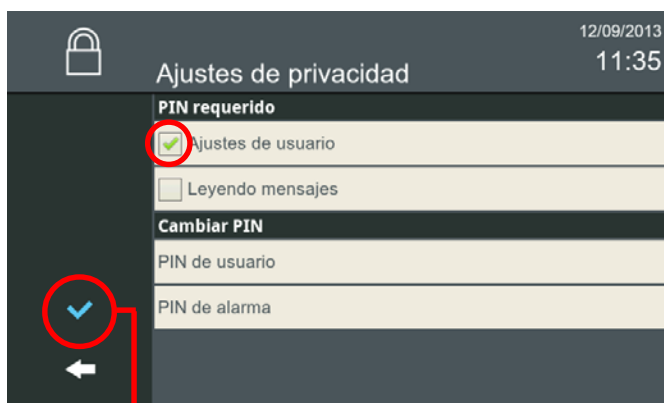 12/09/2013
11:35
Ajustes de privacidad
PIN requerido
Ajustes de usuario
Leyendo mensajes
Cambiar PIN
PIN de usuario
PIN de alarma